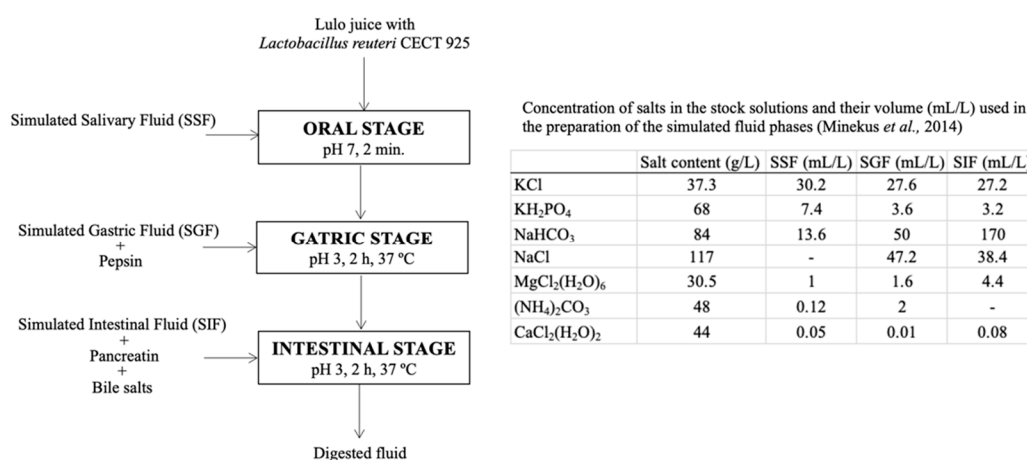 Lulo juice with
Lactobacillus reuteri CECT 925
Simulated Salivary Fluid (SSF)
ORAL STAGE
pH 7, 2 min.
Simulated Gastric Fluid (SGF)
+
Pepsin
GATRIC STAGE
pH 3, 2 h, 37 ºC
Simulated Intestinal Fluid (SIF)
+
Pancreatin
+
Bile salts
INTESTINAL STAGE
pH 3, 2 h, 37 ºC
Digested fluid
Concentration of salts in the stock solutions and their volume (mL/L) used in
the preparation of the simulated fluid phases (Minekus et al., 2014)
Salt content (g/L) SSF (mL/L) SGF (mL/L) SIF (mL/L
KCl 37.3 30.2 27.6 27.2
KH₂PO₄ 68 7.4 3.6 3.2
NaHCO₃ 84 13.6 50 170
NaCl 117 - 47.2 38.4
MgCl₂(H₂O)₆ 30.5 1 1.6 4.4
(NH₄)₂CO₃ 48 0.12 2 -
CaCl₂(H₂O)₂ 44 0.05 0.01 0.08